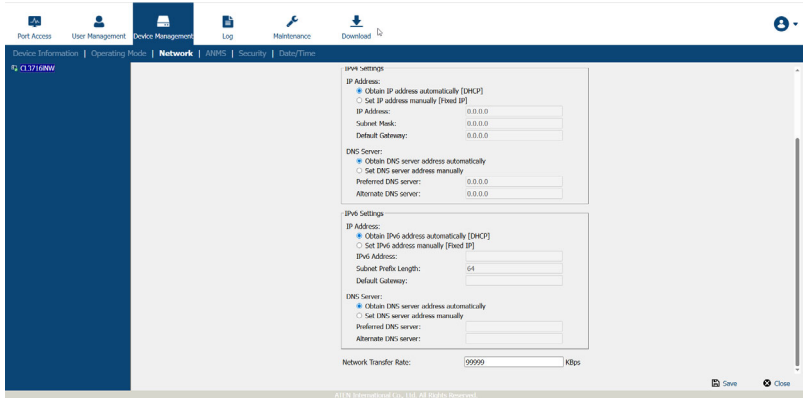 Port Access User Management Device Management Log Maintenance Download
Device Information | Operating Mode | Network | ANMS | Security | Date/Time
CL3716NW
IPv4 Settings
IP Address:
Obtain IP address automatically [DHCP]
Set IP address manually [Fixed IP]
IP Address: 0.0.0.0
Subnet Mask: 0.0.0.0
Default Gateway: 0.0.0.0
DNS Server:
Obtain DNS server address automatically
Set DNS server address manually
Preferred DNS server: 0.0.0.0
Alternate DNS server: 0.0.0.0
IPv6 Settings
IP Address:
Obtain IPv6 address automatically [DHCP]
Set IPv6 address manually [Fixed IP]
IPv6 Address:
Subnet Prefix Length: 64
Default Gateway:
DNS Server:
Obtain DNS server address automatically
Set DNS server address manually
Preferred DNS server:
Alternate DNS server:
Network Transfer Rate: 99999 KBps
Save Close
ATEN International Co., Ltd. All Rights Reserved.